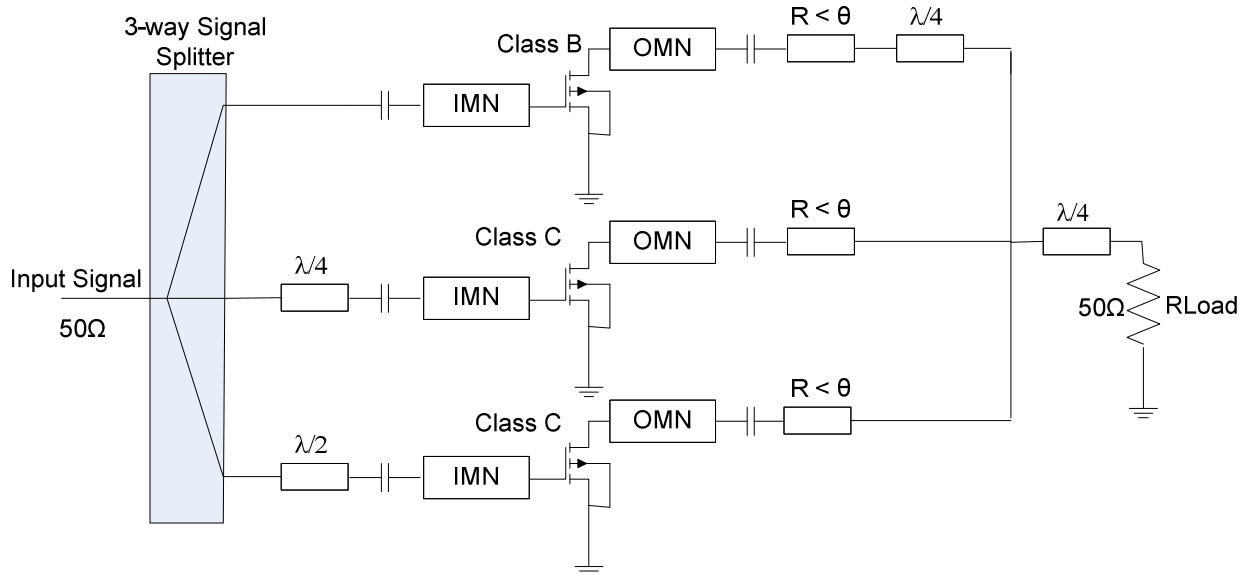 3-way Signal
Splitter
Class B
OMN
R < θ
λ/4
IMN
Class C
OMN
R < θ
λ/4
Input Signal
50Ω
λ/4
IMN
50Ω
RLoad
Class C
OMN
R < θ
λ/2
IMN